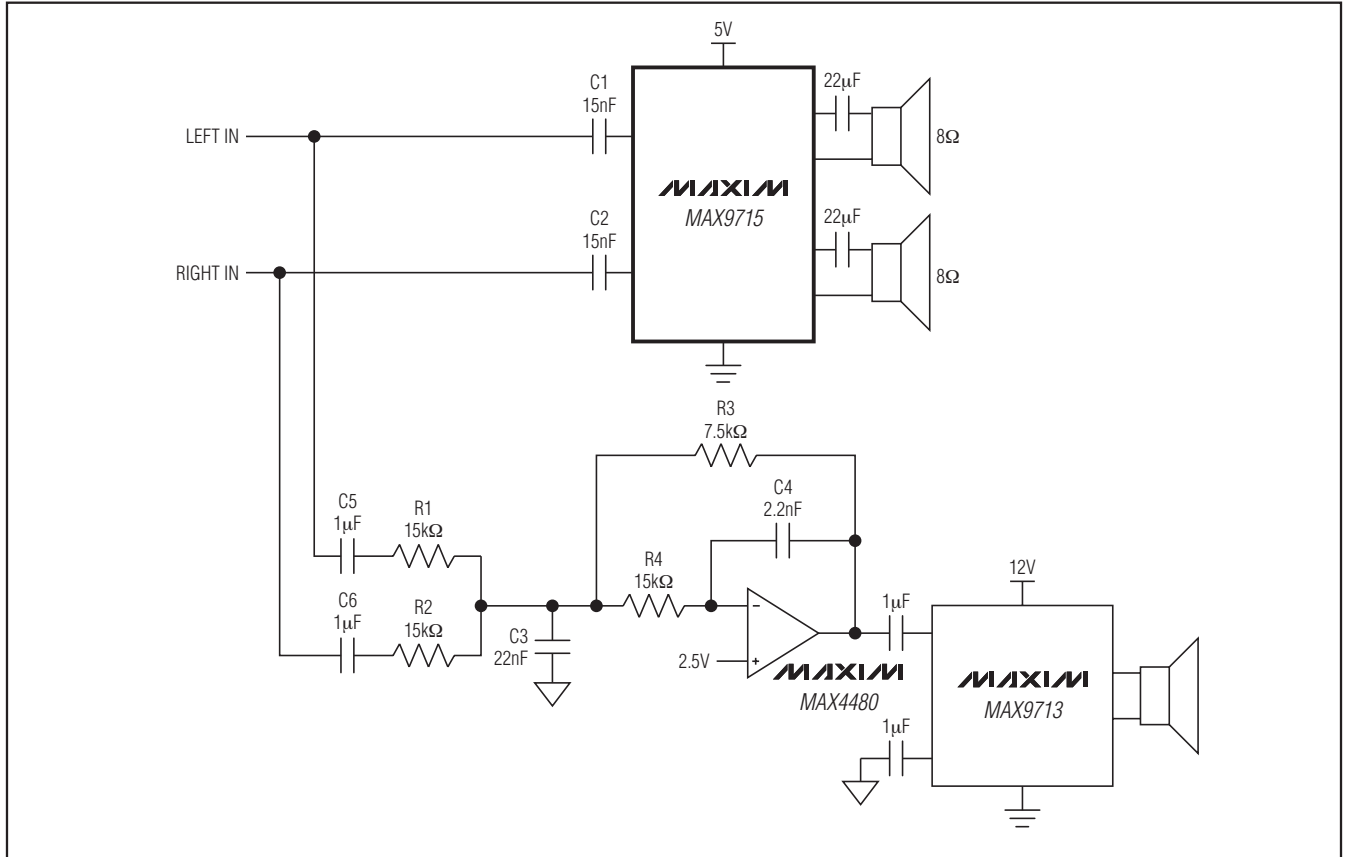 5V
C1
15nF
22μF
LEFT IN
8Ω
MAXIM
MAX9715
C2
15nF
22μF
RIGHT IN
8Ω
R3
7.5kΩ
C4
2.2nF
C5
1μF
R1
15kΩ
R4
15kΩ
12V
C6
1μF
R2
15kΩ
C3
22nF
−
+
2.5V
1μF
MAXIM
MAX4480
MAXIM
MAX9713
1μF